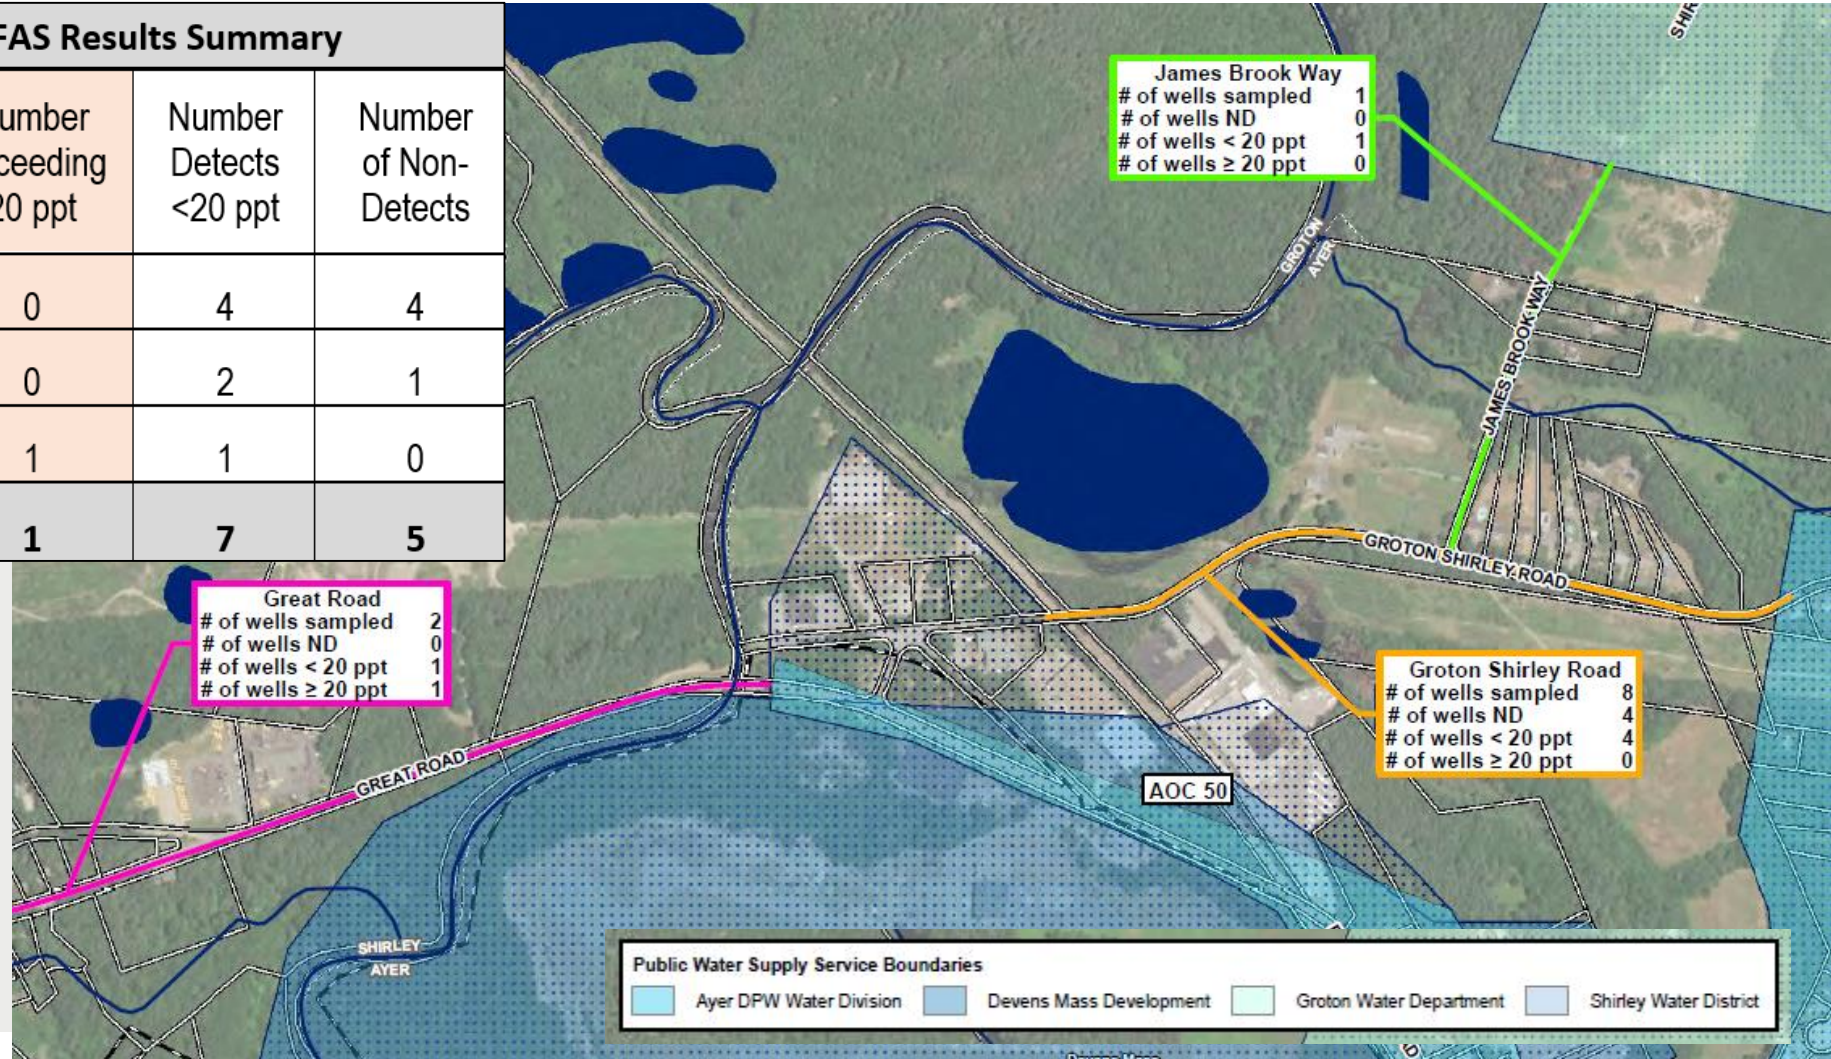 FAS Results Summary
umber
ceeding
20 ppt
Number
Detects
<20 ppt
Number
of Non-
Detects
0 4 4
0 2 1
1 1 0
1 7 5
James Brook Way
# of wells sampled 1
# of wells ND 0
# of wells < 20 ppt 1
# of wells ≥ 20 ppt 0
SHIR
GROTON
AYER
JAMES BROOK WAY
GROTON SHIRLEY ROAD
Great Road
# of wells sampled 2
# of wells ND 0
# of wells < 20 ppt 1
# of wells ≥ 20 ppt 1
Groton Shirley Road
# of wells sampled 8
# of wells ND 4
# of wells < 20 ppt 4
# of wells ≥ 20 ppt 0
GREAT ROAD
AOC 50
SHIRLEY
AYER
Public Water Supply Service Boundaries
Ayer DPW Water Division
Devens Mass Development
Groton Water Department
Shirley Water District